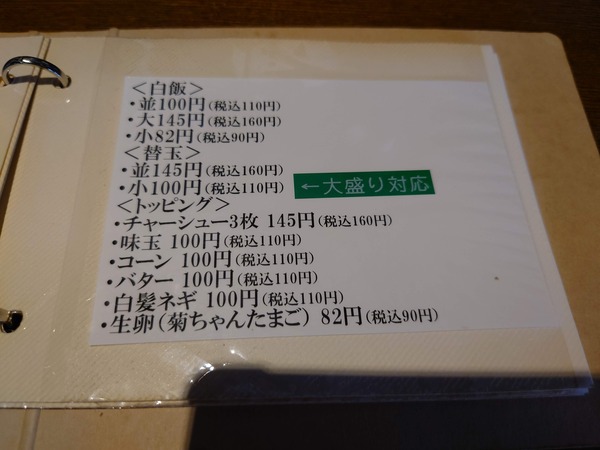 ＜白飯＞
・並100円（税込110円）
・大145円（税込160円）
・小82円（税込90円）
＜替玉＞
・並145円（税込160円）
・小100円（税込110円） ←大盛り対応
＜トッピング＞
・チャーシュー3枚 145円（税込160円）
・味玉 100円（税込110円）
・コーン 100円（税込110円）
・バター 100円（税込110円）
・白髪ネギ 100円（税込110円）
・生卵（菊ちゃんたまご） 82円（税込90円）